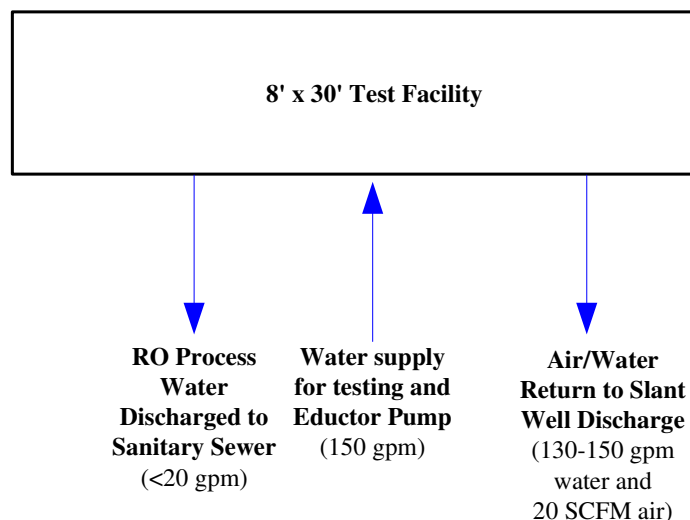 8' x 30' Test Facility
RO Process
Water
Discharged to
Sanitary Sewer
(<20 gpm)
Water supply
for testing and
Eductor Pump
(150 gpm)
Air/Water
Return to Slant
Well Discharge
(130-150 gpm
water and
20 SCFM air)